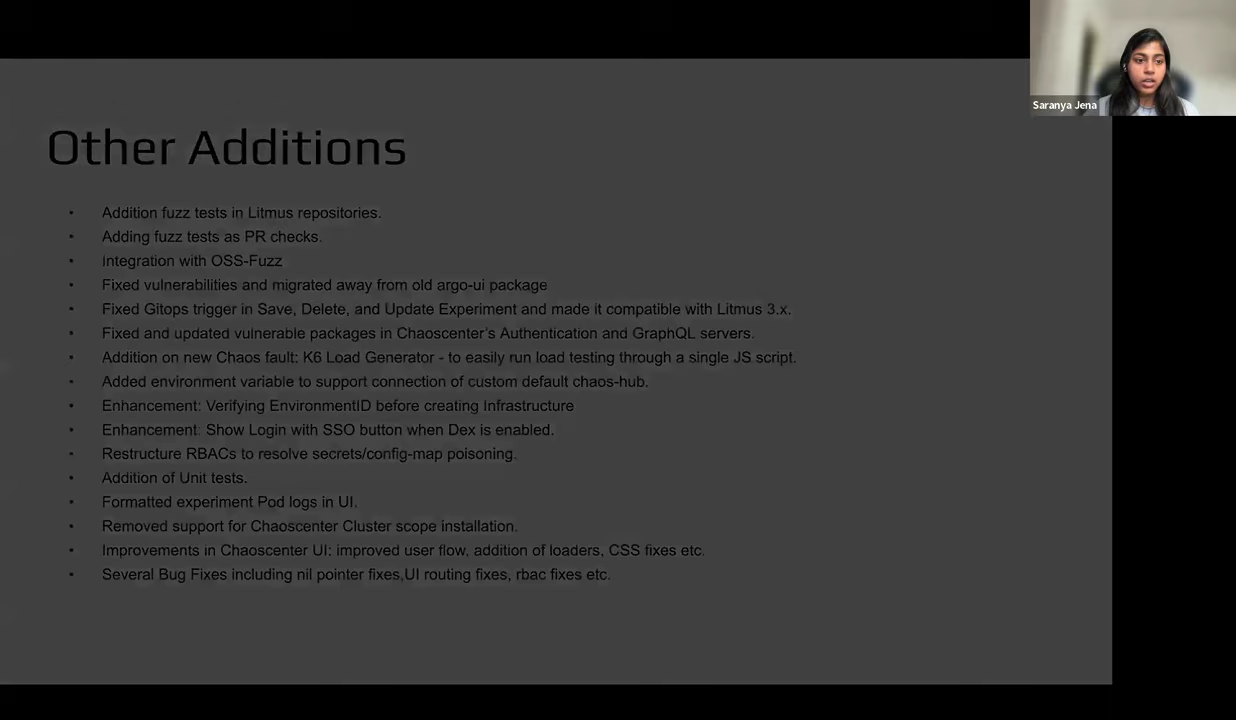 Saranya Jena
Other Additions
• Addition fuzz tests in Litmus repositories.
• Adding fuzz tests as PR checks.
• Integration with OSS-Fuzz
• Fixed vulnerabilities and migrated away from old argo-ui package
• Fixed Gitops trigger in Save, Delete, and Update Experiment and made it compatible with Litmus 3.x.
• Fixed and updated vulnerable packages in Chaoscenter's Authentication and GraphQL servers.
• Addition on new Chaos fault: K6 Load Generator - to easily run load testing through a single JS script.
• Added environment variable to support connection of custom default chaos-hub.
• Enhancement: Verifying EnvironmentID before creating Infrastructure
• Enhancement: Show Login with SSO button when Dex is enabled.
• Restructure RBACs to resolve secrets/config-map poisoning.
• Addition of Unit tests.
• Formatted experiment Pod logs in UI.
• Removed support for Chaoscenter Cluster scope installation.
• Improvements in Chaoscenter UI: improved user flow, addition of loaders, CSS fixes etc.
• Several Bug Fixes including nil pointer fixes,UI routing fixes, rbac fixes etc.